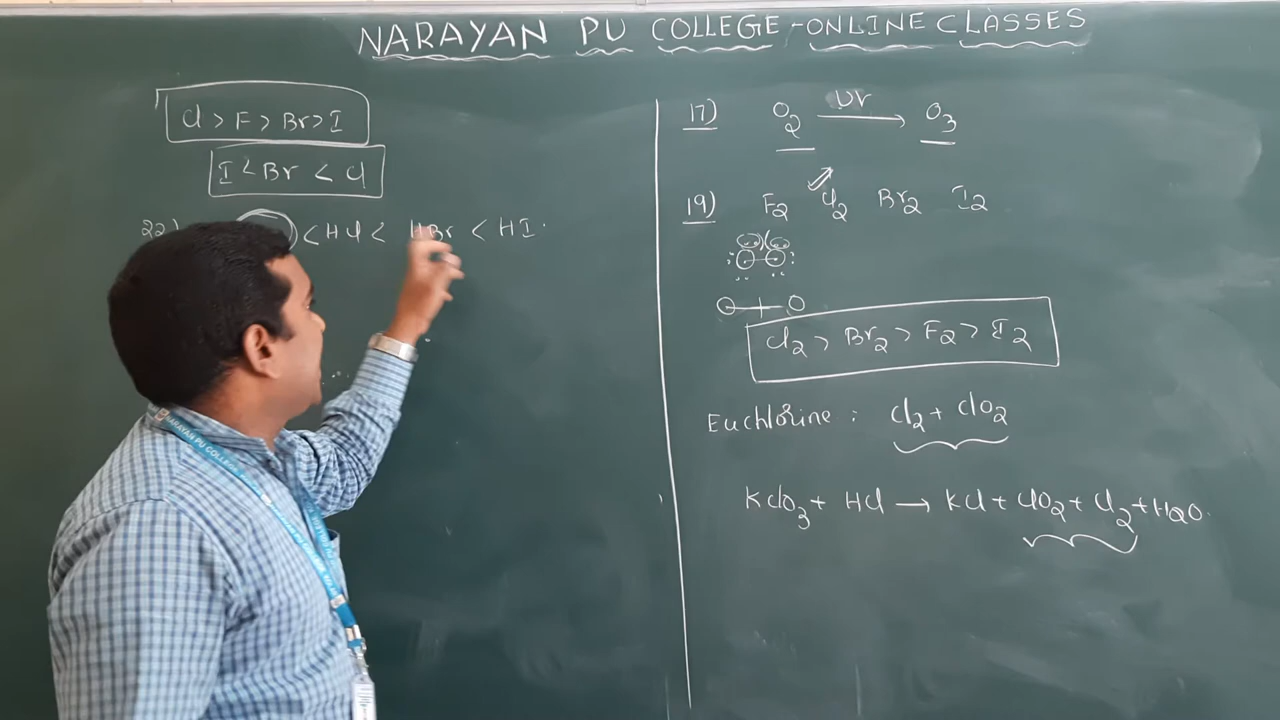 NARAYAN PU COLLEGE-ONLINE CLASSES
Cl > F > Br > I
I < Br < Cl
22) < HCl < HBr < HI.
17) O2 UV → O3
19) F2 Cl2 Br2 I2
Cl2 > Br2 > F2 > I2
Euchlorine : Cl2 + ClO2
KClO3 + HCl → KCl + ClO2 + Cl2 + H2O.
NARAYAN PU COLLEGE